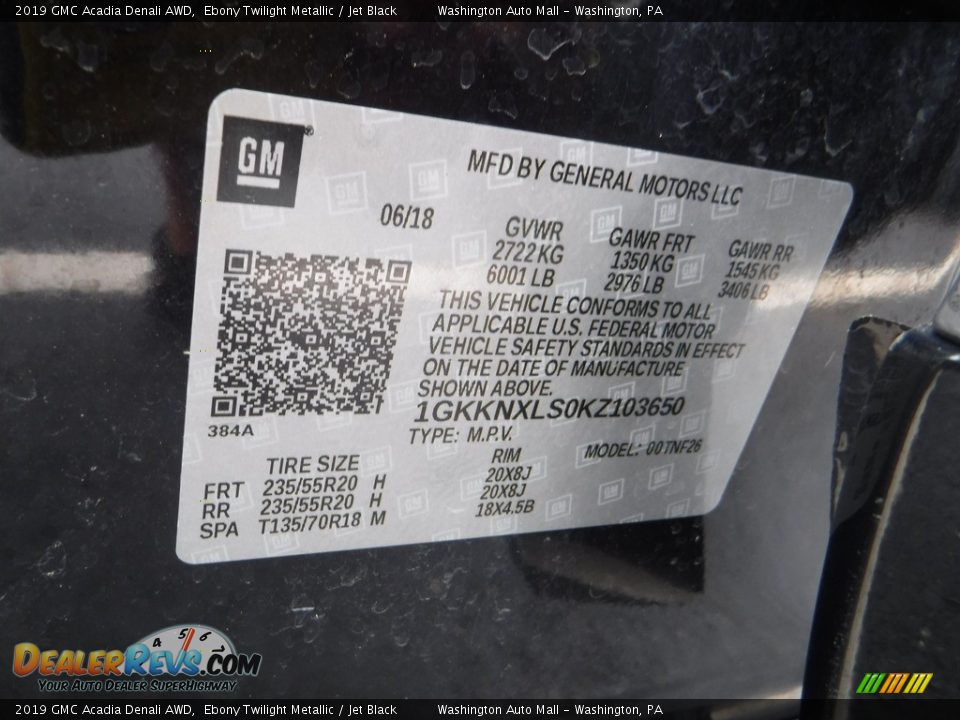 2019 GMC Acadia Denali AWD, Ebony Twilight Metallic / Jet Black Washington Auto Mall - Washington, PA
GM®
MFD BY GENERAL MOTORS LLC
06/18 GVWR GAWR FRT GAWR RR
2722 KG 1350 KG 1545 KG
6001 LB 2976 LB 3406 LB
THIS VEHICLE CONFORMS TO ALL
APPLICABLE U.S. FEDERAL MOTOR
VEHICLE SAFETY STANDARDS IN EFFECT
ON THE DATE OF MANUFACTURE
SHOWN ABOVE.
1GKKNXLS0KZ103650
384A
TYPE: M.P.V. MODEL: 00TNF26
TIRE SIZE RIM
FRT 235/55R20 H 20X8J
RR 235/55R20 H 20X8J
SPA T135/70R18 M 18X4.5B
4 5 6
DEALERREVS.COM
YOUR AUTO DEALER SUPERHIGHWAY
2019 GMC Acadia Denali AWD, Ebony Twilight Metallic / Jet Black Washington Auto Mall - Washington, PA